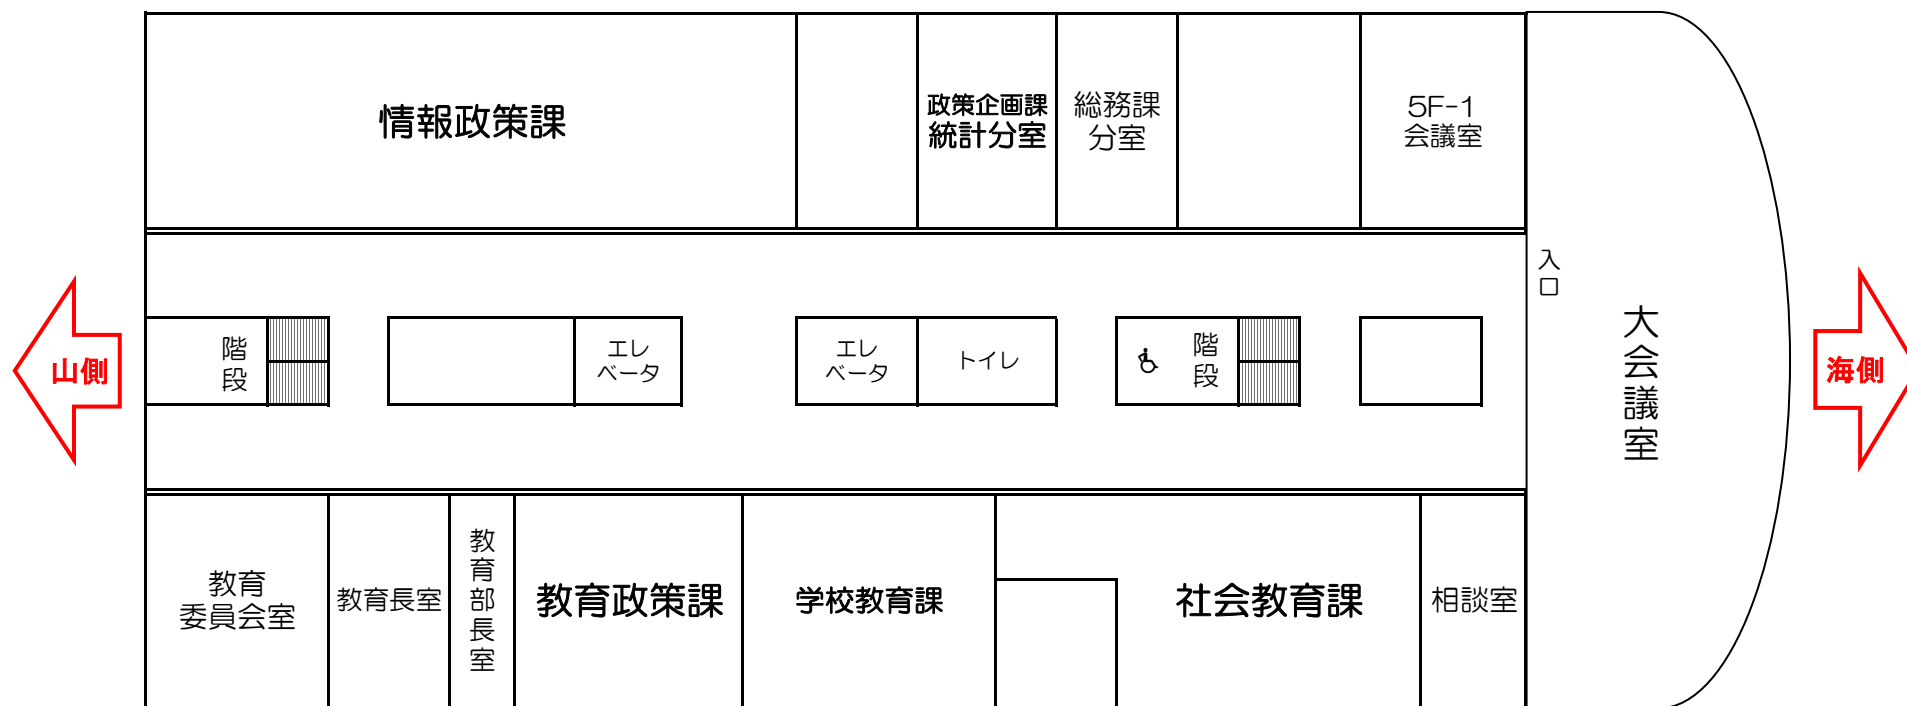 情報政策課
政策企画課
統計分室
総務課
分室
5F-1
会議室
入口
大会議室
山側
階段
エレ
ベータ
エレ
ベータ
トイレ
階段
海側
教育
委員会室
教育長室
教育部長室
教育政策課
学校教育課
社会教育課
相談室